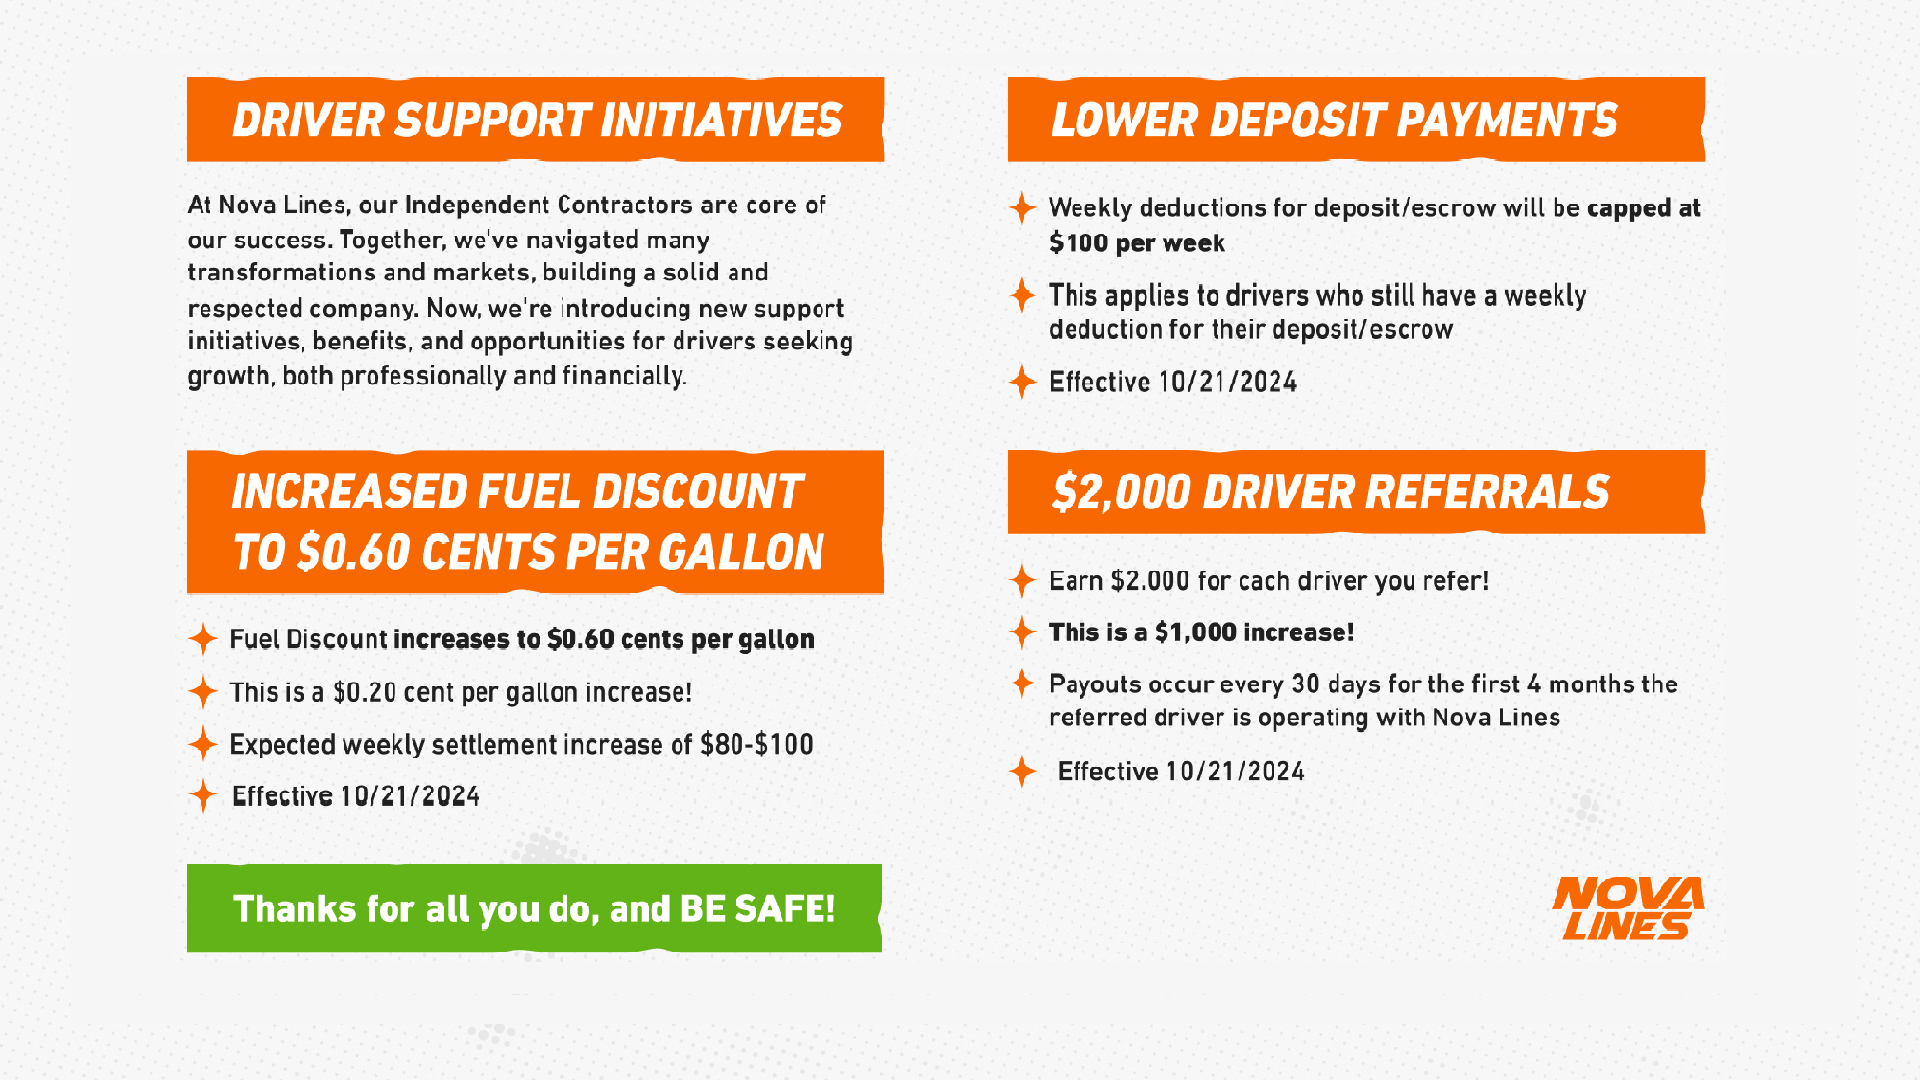 DRIVER SUPPORT INITIATIVES
At Nova Lines, our Independent Contractors are core of
our success. Together, we've navigated many
transformations and markets, building a solid and
respected company. Now, we're introducing new support
initiatives, benefits, and opportunities for drivers seeking
growth, both professionally and financially.
INCREASED FUEL DISCOUNT
TO $0.60 CENTS PER GALLON
Fuel Discount increases to $0.60 cents per gallon
This is a $0.20 cent per gallon increase!
Expected weekly settlement increase of $80-$100
Effective 10/21/2024
Thanks for all you do, and BE SAFE!
LOWER DEPOSIT PAYMENTS
Weekly deductions for deposit/escrow will be capped at
$100 per week
This applies to drivers who still have a weekly
deduction for their deposit/escrow
Effective 10/21/2024
$2,000 DRIVER REFERRALS
Earn $2.000 for cach driver you refer!
This is a $1,000 increase!
Payouts occur every 30 days for the first 4 months the
referred driver is operating with Nova Lines
Effective 10/21/2024
NOVA
LINES